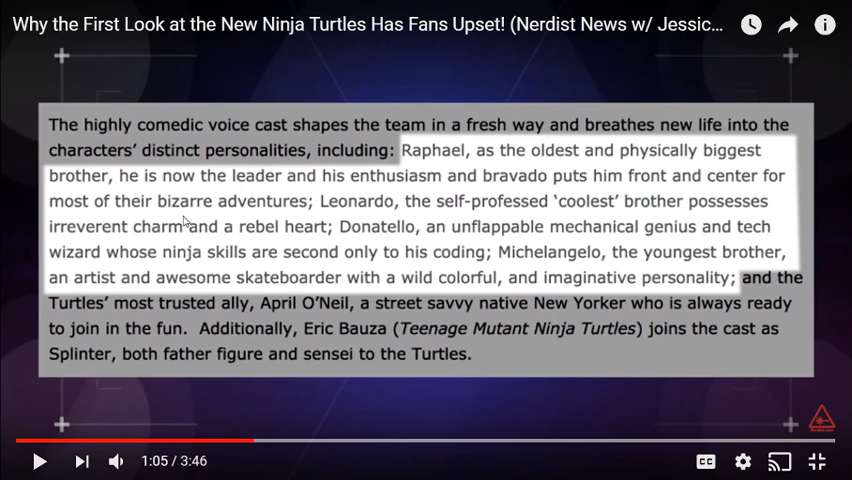 Why the First Look at the New Ninja Turtles Has Fans Upset! (Nerdist News w/ Jessic...
The highly comedic voice cast shapes the team in a fresh way and breathes new life into the
characters’ distinct personalities, including: Raphael, as the oldest and physically biggest
brother, he is now the leader and his enthusiasm and bravado puts him front and center for
most of their bizarre adventures; Leonardo, the self-professed ‘coolest’ brother possesses
irreverent charm and a rebel heart; Donatello, an unflappable mechanical genius and tech
wizard whose ninja skills are second only to his coding; Michelangelo, the youngest brother,
an artist and awesome skateboarder with a wild colorful, and imaginative personality; and the
Turtles’ most trusted ally, April O’Neil, a street savvy native New Yorker who is always ready
to join in the fun. Additionally, Eric Bauza (Teenage Mutant Ninja Turtles) joins the cast as
Splinter, both father figure and sensei to the Turtles.
1:05 / 3:46
CC